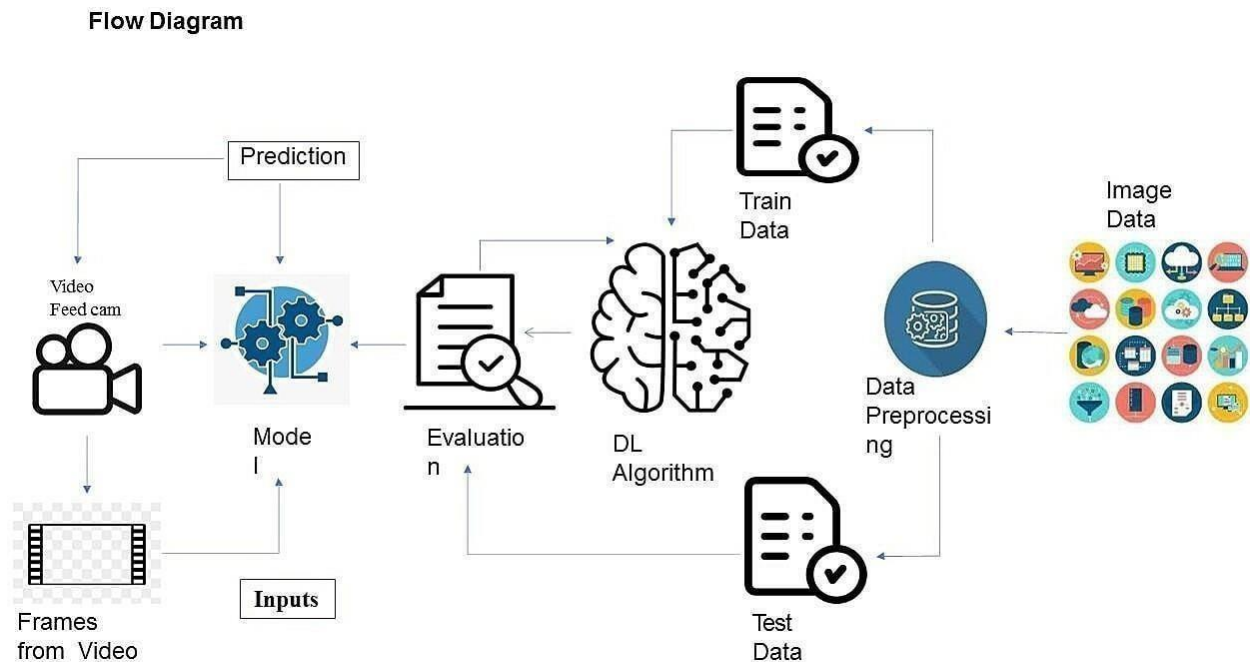 Flow Diagram
Prediction
Train
Data
Image
Data
Video
Feed cam
Mode
l
Evaluatio
n
DL
Algorithm
Data
Preprocessi
ng
Inputs
Frames
from Video
Test
Data